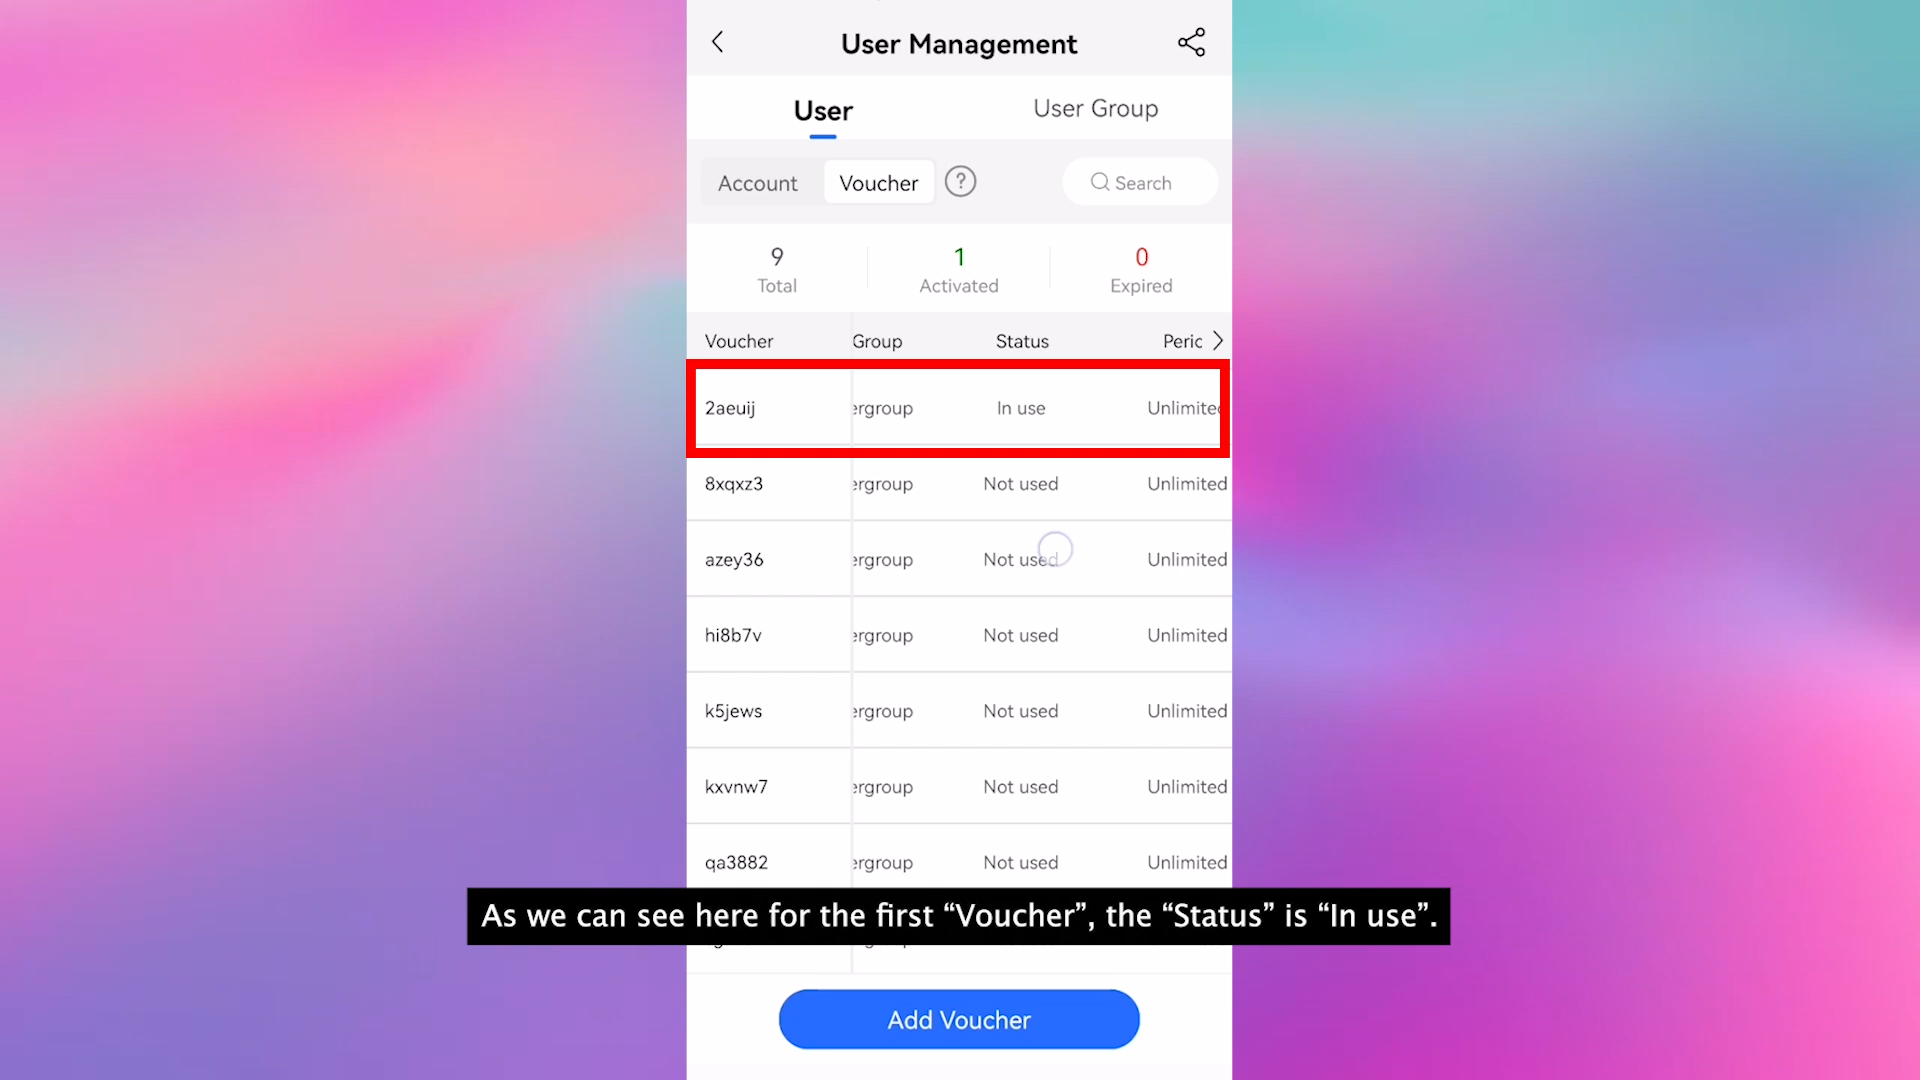 User Management
User
User Group
Account
Voucher
?
Search
9
Total
1
Activated
0
Expired
Voucher
Group
Status
Peric
2aeuij
ergroup
In use
Unlimited
8xqxz3
ergroup
Not used
Unlimited
azey36
ergroup
Not used
Unlimited
hi8b7v
ergroup
Not used
Unlimited
k5jews
ergroup
Not used
Unlimited
kxvnw7
ergroup
Not used
Unlimited
qa3882
ergroup
Not used
Unlimited
As we can see here for the first “Voucher”, the “Status” is “In use”.
Add Voucher